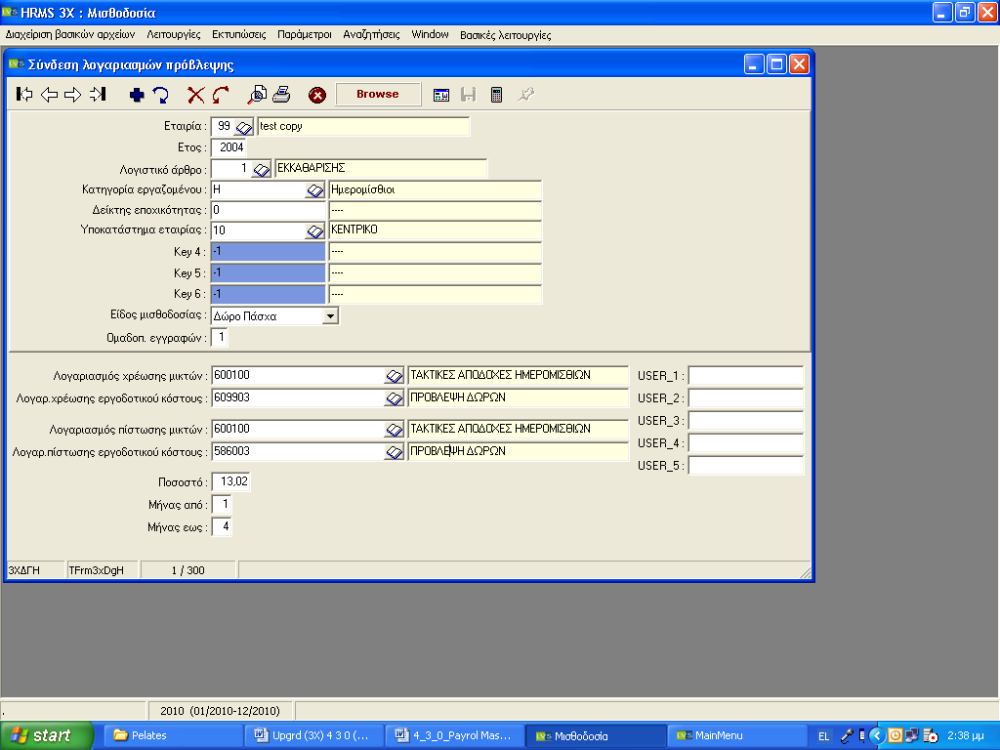 HRMS 3X : Μισθοδοσία
Διαχείριση βασικών αρχείων Λειτουργίες Εκτυπώσεις Παράμετροι Αναζητήσεις Window Βασικές λειτουργίες
Σύνδεση λογαριασμών πρόβλεψης
Browse
Εταιρία : 99 test copy
Ετος : 2004
Λογιστικό άρθρο : 1 ΕΚΚΑΘΑΡΙΣΗΣ
Κατηγορία εργαζομένου : Η Ημερομίσθιοι
Δείκτης εποχικότητας : 0 ----
Υποκατάστημα εταιρίας : 10 ΚΕΝΤΡΙΚΟ
Key 4 : -1 ----
Key 5 : -1 ----
Key 6 : -1 ----
Είδος μισθοδοσίας : Δώρο Πάσχα
Ομαδοπ. εγγραφών : 1
Λογαριασμός χρέωσης μικτών : 600100 ΤΑΚΤΙΚΕΣ ΑΠΟΔΟΧΕΣ ΗΜΕΡΟΜΙΣΘΙΩΝ USER_1 :
Λογαρ.χρέωσης εργοδοτικού κόστους : 609903 ΠΡΟΒΛΕΨΗ ΔΩΡΩΝ USER_2 :
USER_3 :
Λογαριασμός πίστωσης μικτών : 600100 ΤΑΚΤΙΚΕΣ ΑΠΟΔΟΧΕΣ ΗΜΕΡΟΜΙΣΘΙΩΝ
USER_4 :
Λογαρ.πίστωσης εργοδοτικού κόστους : 586003 ΠΡΟΒΛΕΨΗ ΔΩΡΩΝ
USER_5 :
Ποσοστό : 13,02
Μήνας από : 1
Μήνας εως : 4
3ΧΔΓΗ TFrm3xDgH 1 / 300
. 2010 (01/2010-12/2010)
start Pelates Upgrd (3X) 4 3 0 (... 4_3_0_Payrol Mas... Μισθοδοσία MainMenu EL 2:38 μμ